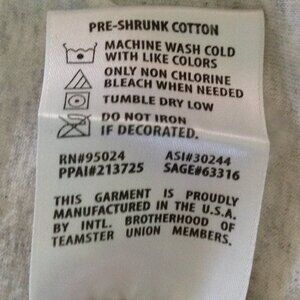 PRE-SHRUNK COTTON
MACHINE WASH COLD
WITH LIKE COLORS
ONLY NON CHLORINE
BLEACH WHEN NEEDED
TUMBLE DRY LOW
DO NOT IRON
IF DECORATED.
RN#95024 ASI#30244
PPAI#213725 SAGE#63316
THIS GARMENT IS PROUDLY
MANUFACTURED IN THE U.S.A.
BY INTL. BROTHERHOOD OF
TEAMSTER UNION MEMBERS.